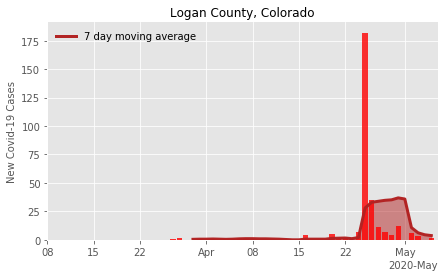 Logan County, Colorado
7 day moving average
New Covid-19 Cases
175
150
125
100
75
50
25
0
08 15 22 Apr 08 15 22 May
2020-May